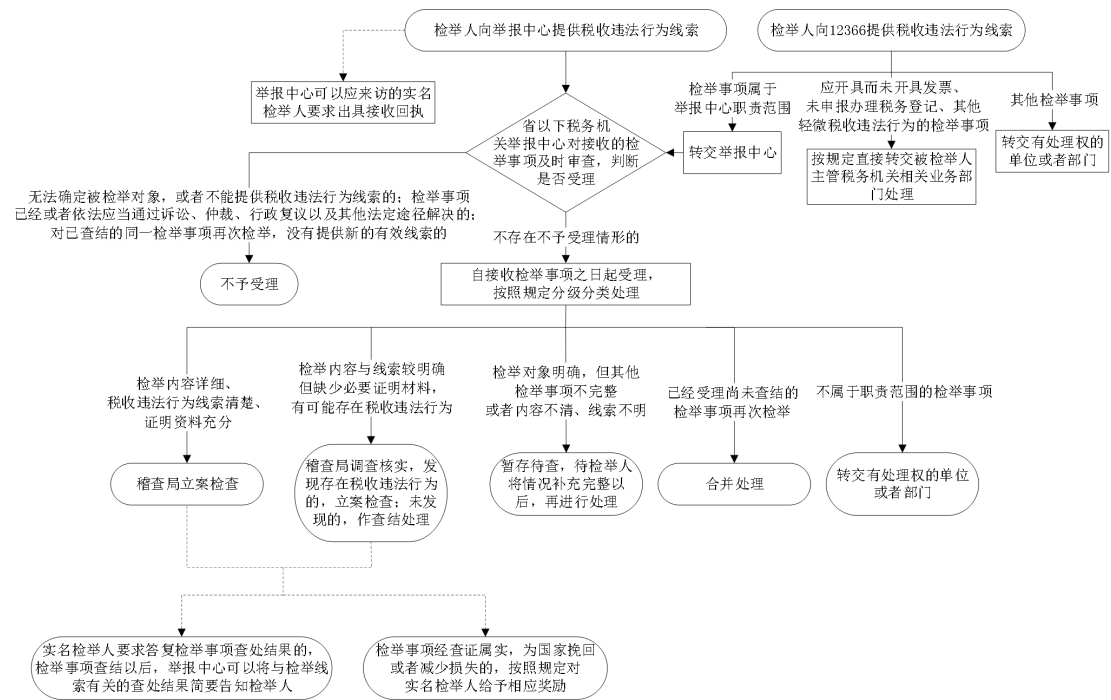 检举人向举报中心提供税收违法行为线索
检举人向12366提供税收违法行为线索
举报中心可以应来访的实名
检举人要求出具接收回执
检举事项属于
举报中心职责范围
应开具而未开具发票、
未申报办理税务登记、其他
轻微税收违法行为的检举事项
其他检举事项
省以下税务机
关举报中心对接收的检
举事项及时审查，判断
是否受理
转交举报中心
按规定直接转交被检举人
主管税务机关相关业务部
门处理
转交有处理权的
单位或者部门
无法确定被检举对象，或者不能提供税收违法行为线索的；检举事项
已经或者依法应当通过诉讼、仲裁、行政复议以及其他法定途径解决的；
对已查结的同一检举事项再次检举，没有提供新的有效线索的
不存在不予受理情形的
不予受理
自接收检举事项之日起受理，
按照规定分级分类处理
检举内容详细、
税收违法行为线索清楚、
证明资料充分
检举内容与线索较明确
但缺少必要证明材料，
有可能存在税收违法行为
检举对象明确，但其他
检举事项不完整
或者内容不清、线索不明
已经受理尚未查结的
检举事项再次检举
不属于职责范围的检举事项
稽查局立案检查
稽查局调查核实，发
现存在税收违法行为
的，立案检查；未发
现的，作查结处理
暂存待查，待检举人
将情况补充完整以
后，再进行处理
合并处理
转交有处理权的单位
或者部门
实名检举人要求答复检举事项查处结果的，
检举事项查结以后，举报中心可以将与检举线
索有关的查处结果简要告知检举人
检举事项经查证属实，为国家挽回
或者减少损失的，按照规定对
实名检举人给予相应奖励